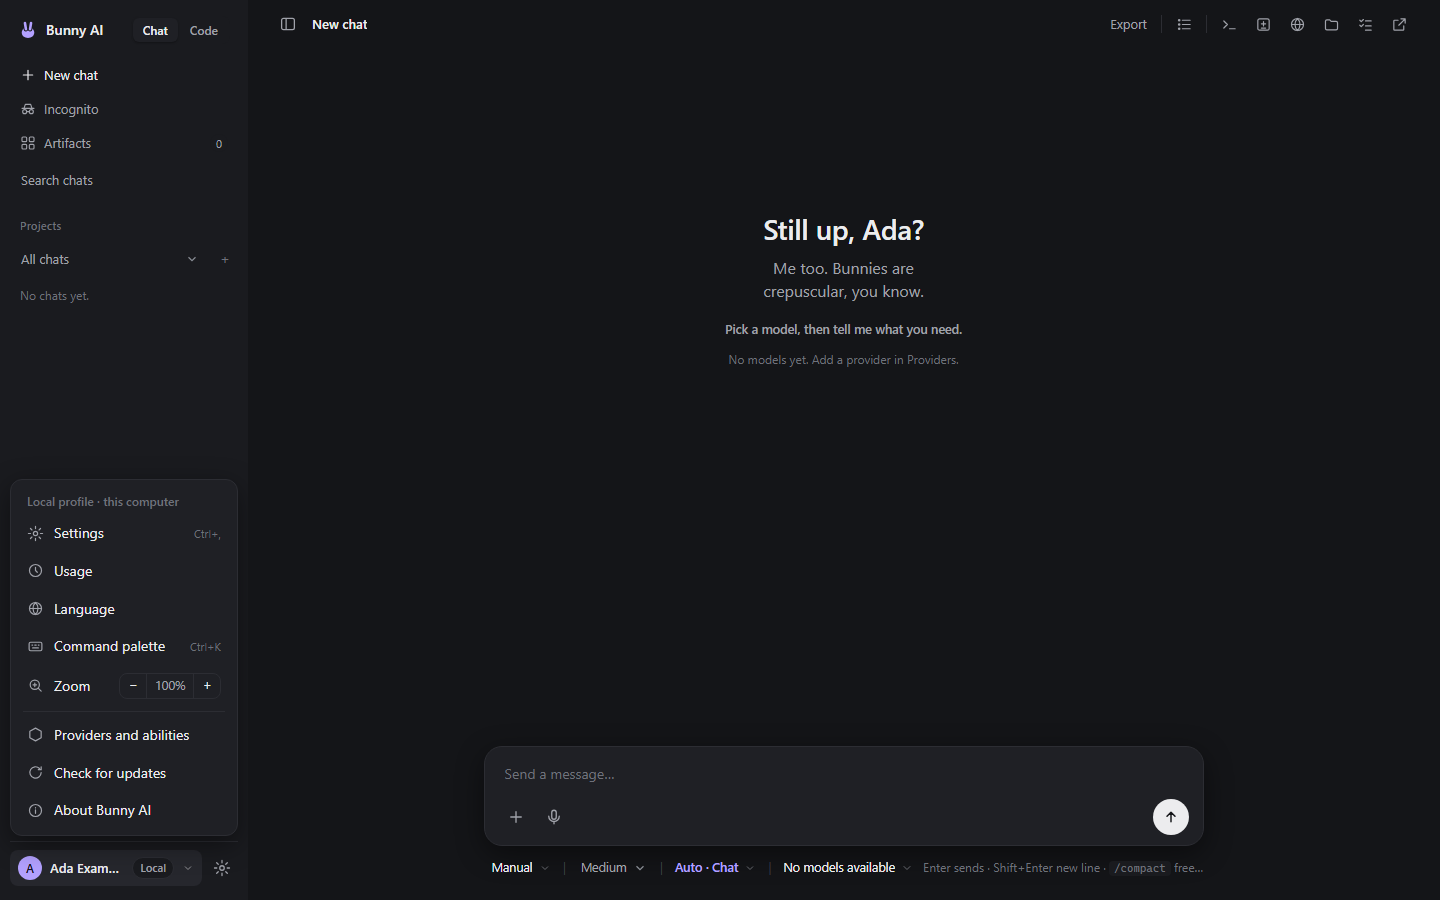 Bunny AI
Chat
Code
New chat
Incognito
Artifacts
0
Search chats
Projects
All chats
+
No chats yet.
Local profile · this computer
Settings
Ctrl+,
Usage
Language
Command palette
Ctrl+K
Zoom
−
100%
+
Providers and abilities
Check for updates
About Bunny AI
A
Ada Exam...
Local
New chat
Export
Still up, Ada?
Me too. Bunnies are
crepuscular, you know.
Pick a model, then tell me what you need.
No models yet. Add a provider in Providers.
Send a message...
Manual
Medium
Auto · Chat
No models available
Enter sends · Shift+Enter new line · /compact free...